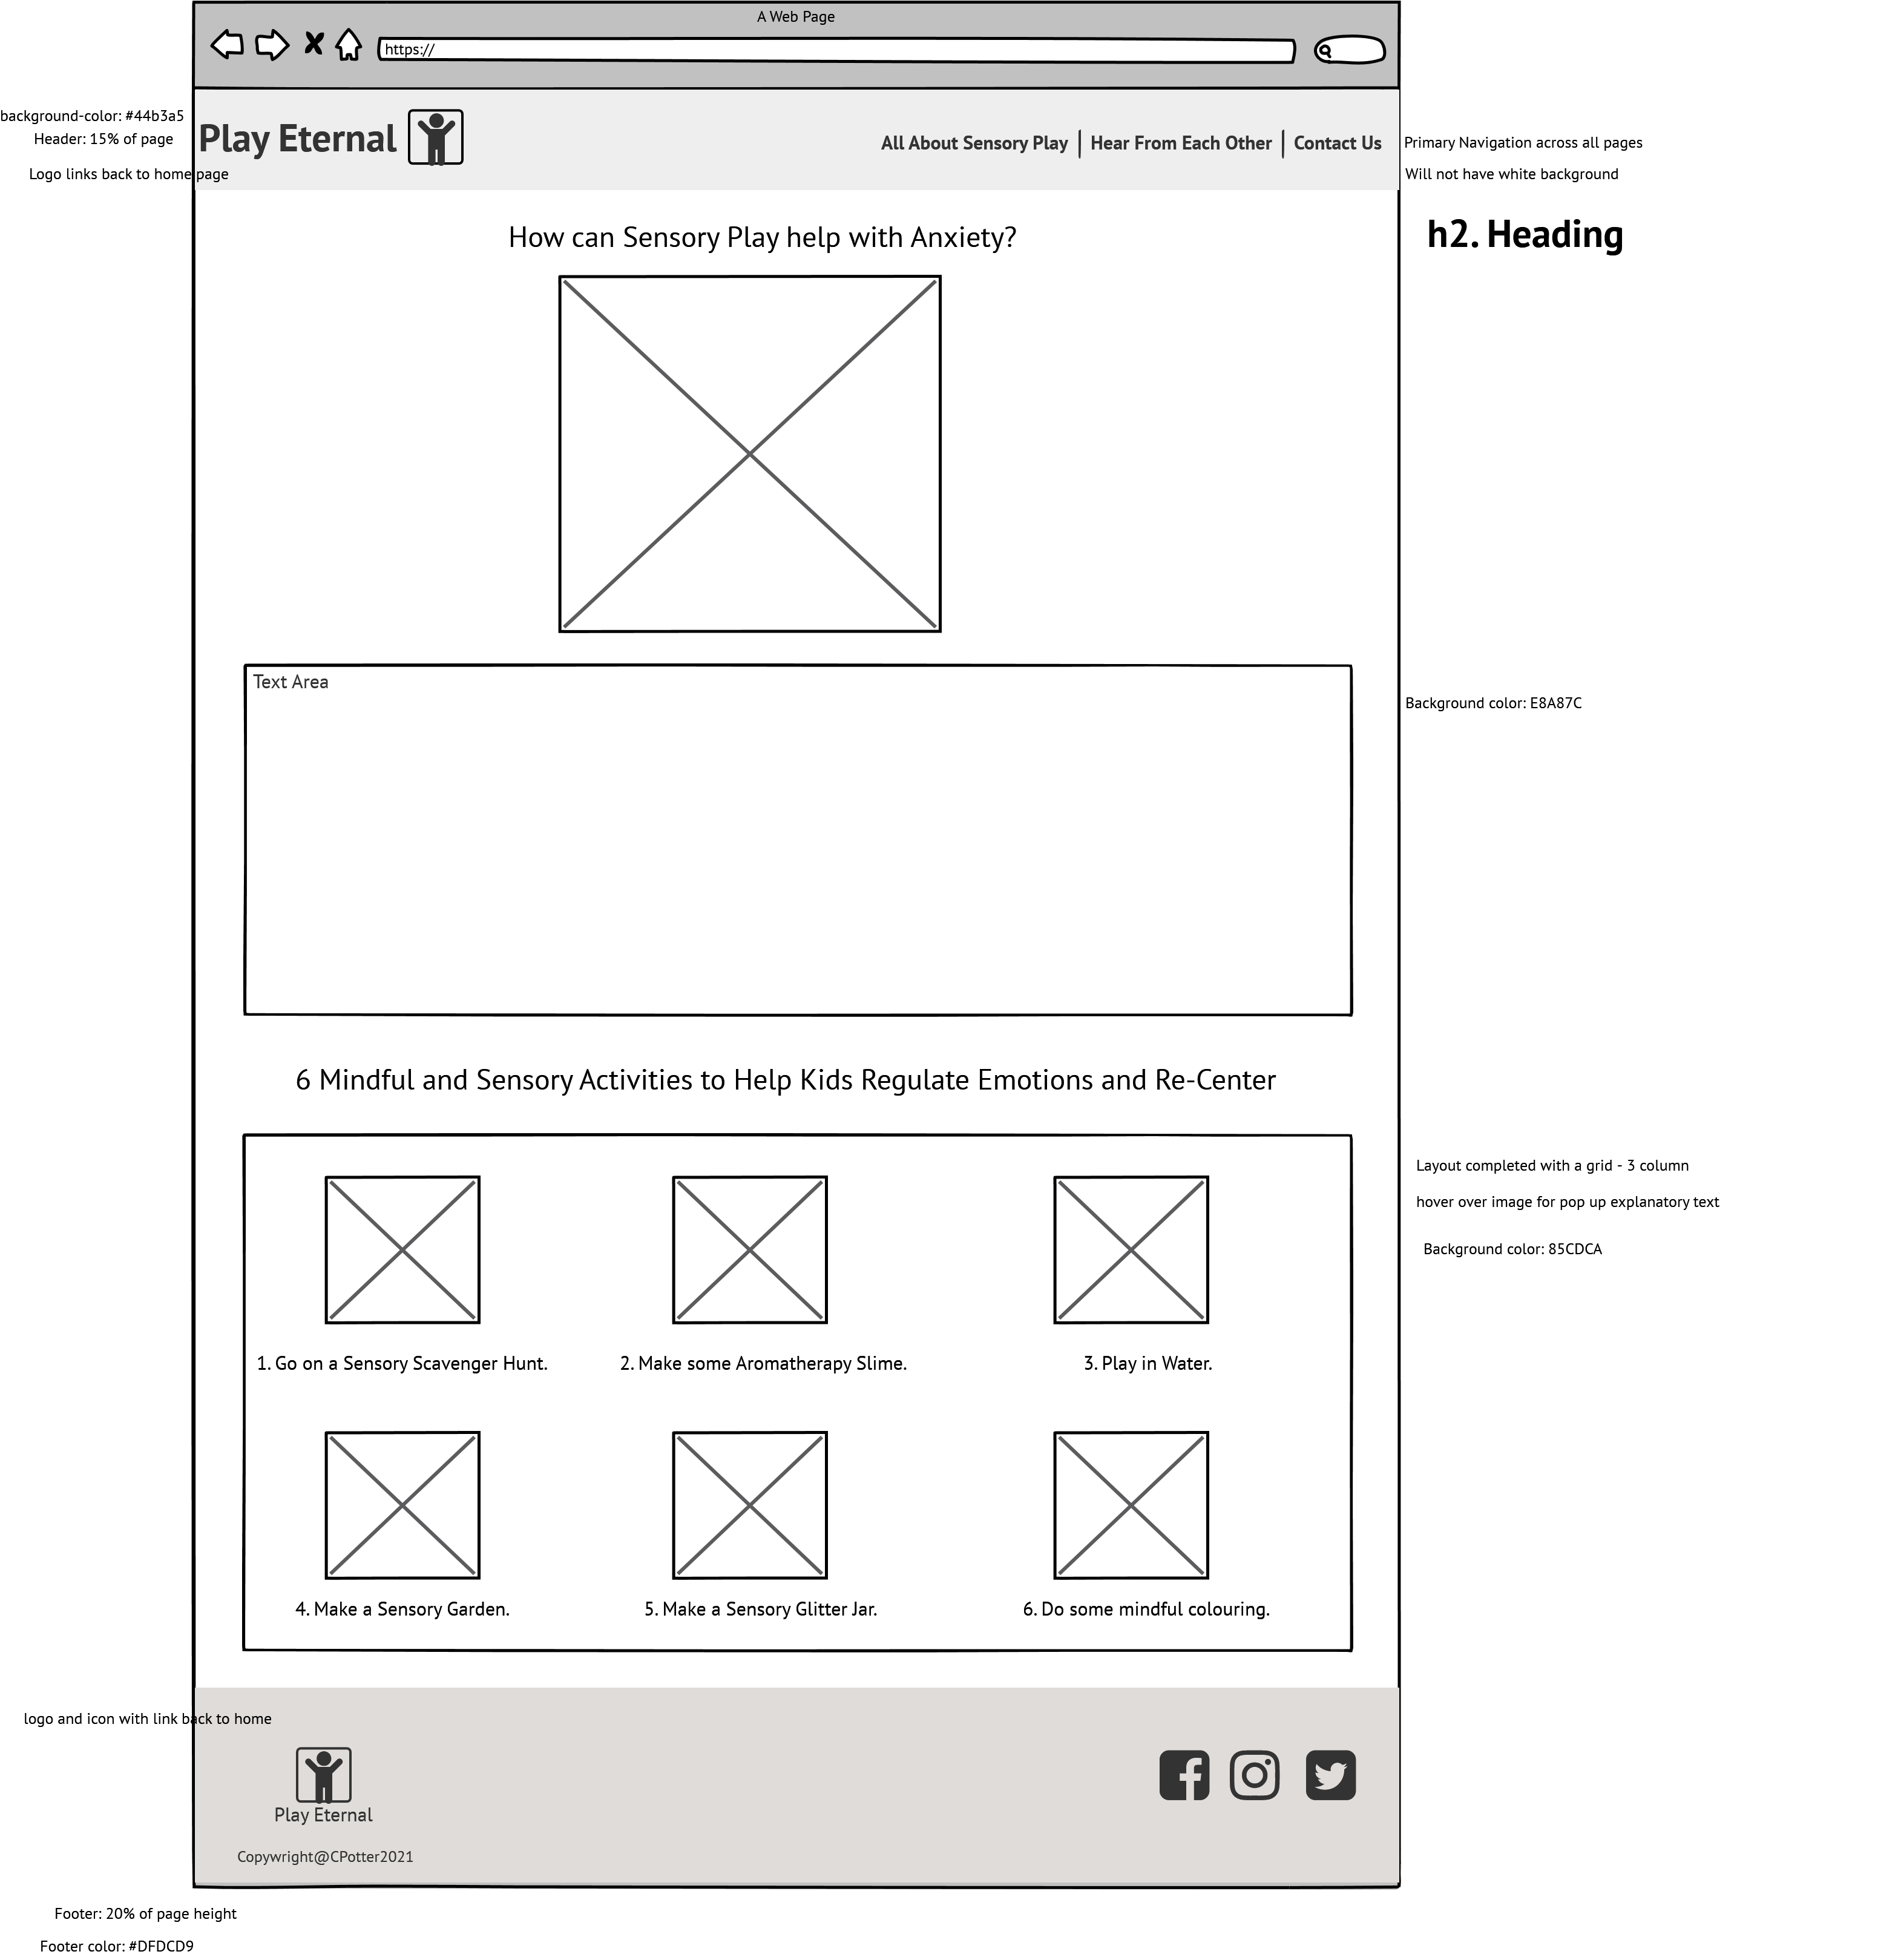 A Web Page
https://
background-color: #44b3a5
Header: 15% of page
Logo links back to home page
Play Eternal
All About Sensory Play | Hear From Each Other | Contact Us
Primary Navigation across all pages
Will not have white background
How can Sensory Play help with Anxiety?
h2. Heading
Text Area
Background color: E8A87C
6 Mindful and Sensory Activities to Help Kids Regulate Emotions and Re-Center
Layout completed with a grid - 3 column
hover over image for pop up explanatory text
Background color: 85CDCA
1. Go on a Sensory Scavenger Hunt.
2. Make some Aromatherapy Slime.
3. Play in Water.
4. Make a Sensory Garden.
5. Make a Sensory Glitter Jar.
6. Do some mindful colouring.
logo and icon with link back to home
Play Eternal
Copywright@CPotter2021
Footer: 20% of page height
Footer color: #DFDCD9